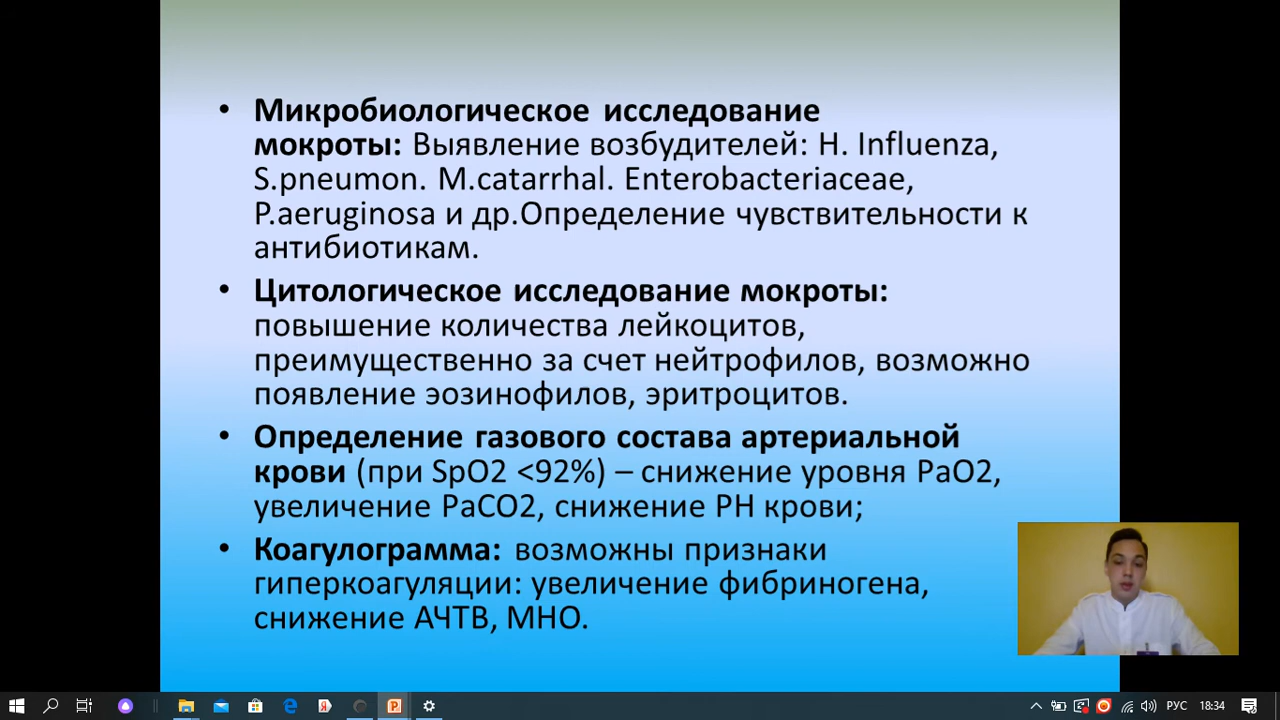 • Микробиологическое исследование
мокроты: Выявление возбудителей: H. Influenza,
S.pneumon. M.catarrhal. Enterobacteriaceae,
P.aeruginosa и др.Определение чувствительности к
антибиотикам.
• Цитологическое исследование мокроты:
повышение количества лейкоцитов,
преимущественно за счет нейтрофилов, возможно
появление эозинофилов, эритроцитов.
• Определение газового состава артериальной
крови (при SpO2 <92%) – снижение уровня PaO2,
увеличение PaCO2, снижение PH крови;
• Коагулограмма: возможны признаки
гиперкоагуляции: увеличение фибриногена,
снижение АЧТВ, МНО.
РУС 18:34